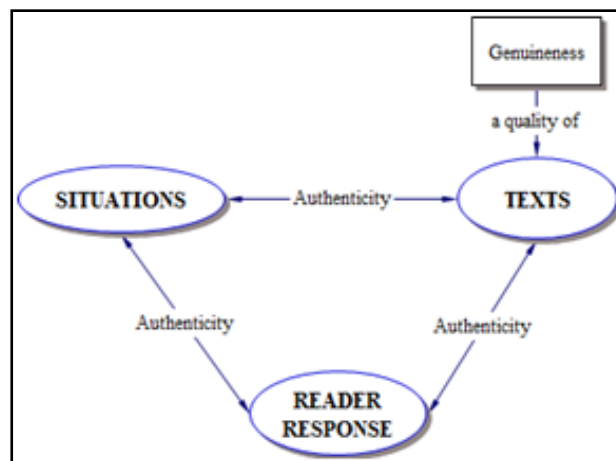 Genuineness
a quality of
SITUATIONS
Authenticity
TEXTS
Authenticity
Authenticity
READER
RESPONSE